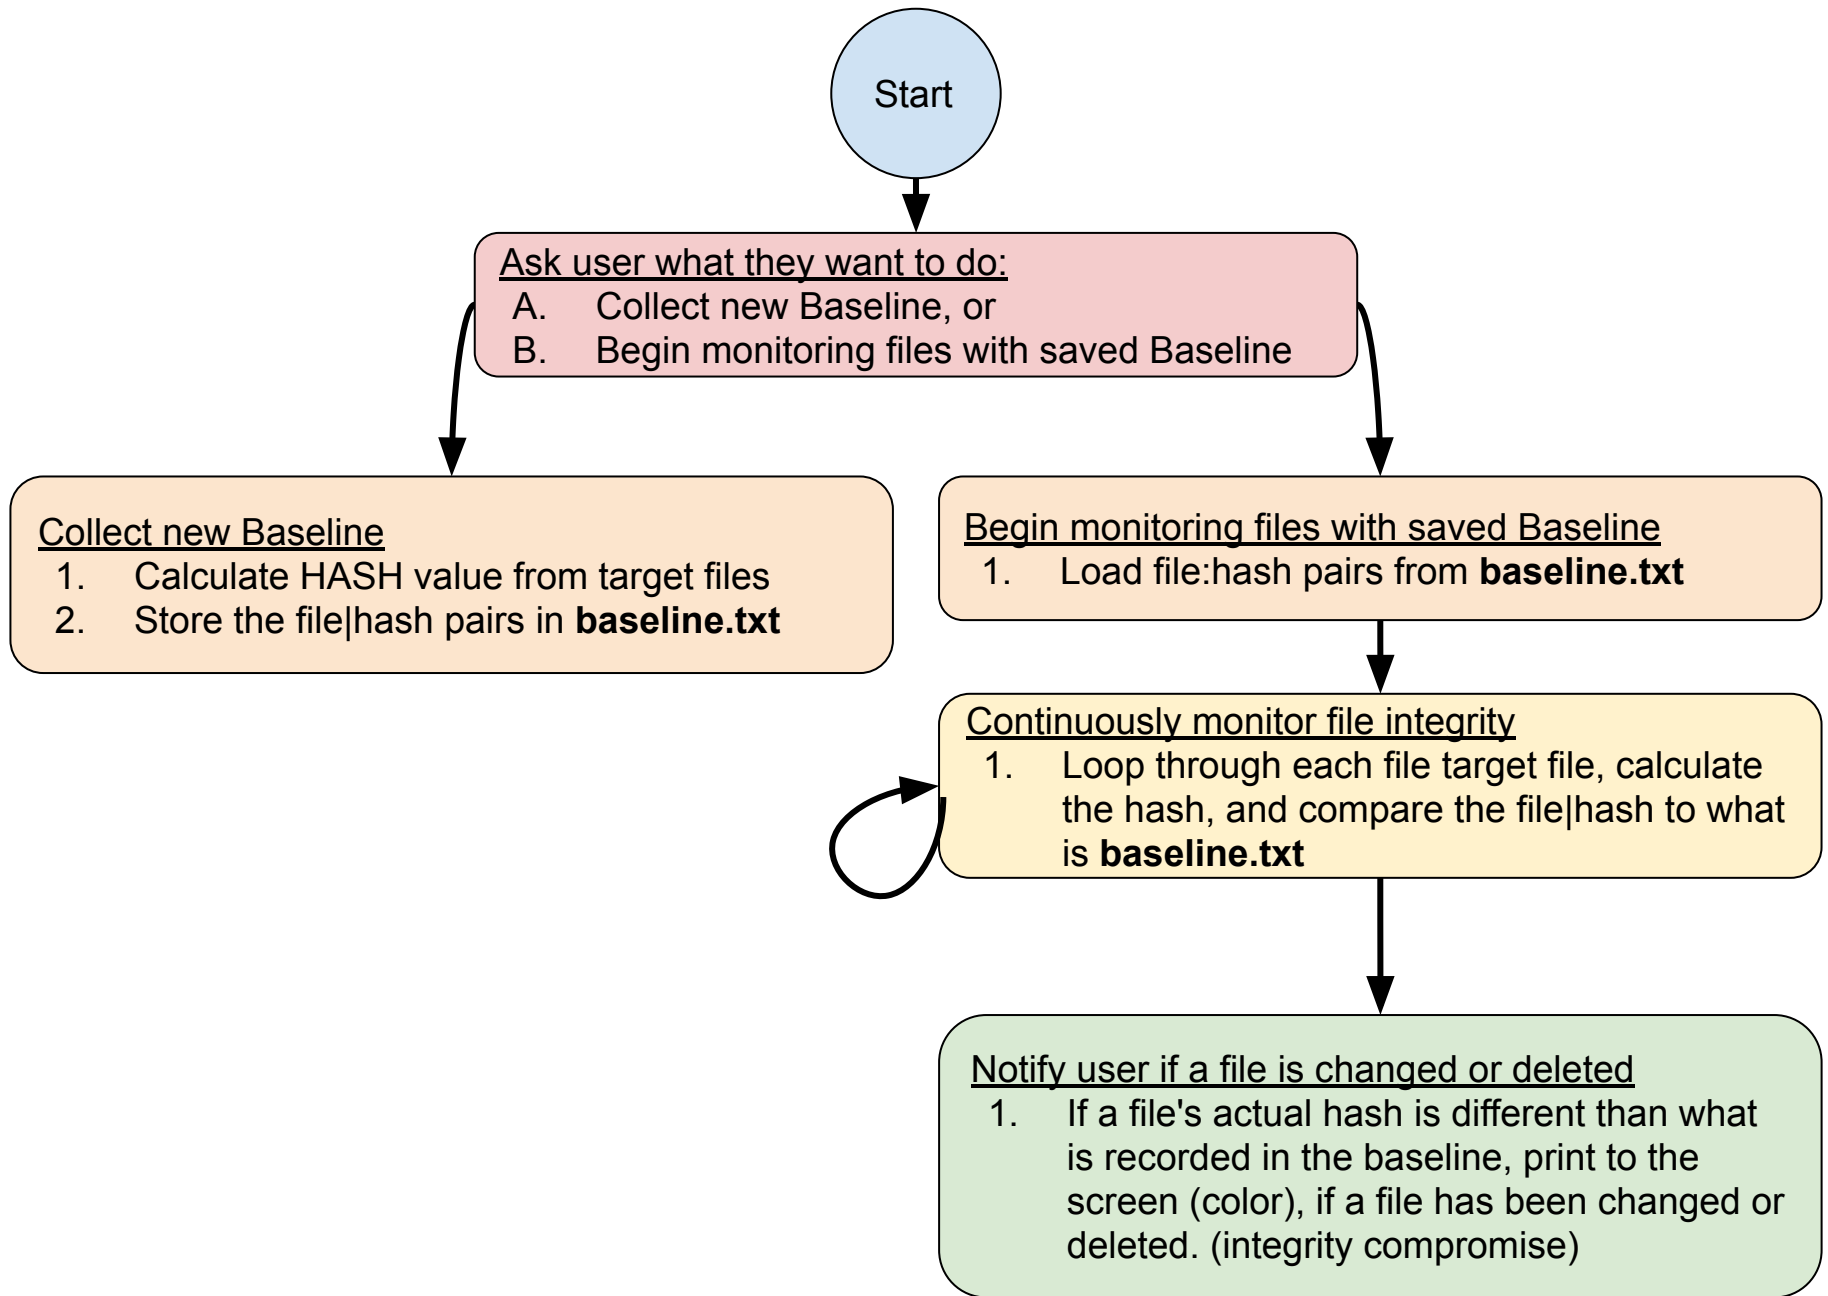 Start
Ask user what they want to do:
A. Collect new Baseline, or
B. Begin monitoring files with saved Baseline
Collect new Baseline
1. Calculate HASH value from target files
2. Store the file|hash pairs in baseline.txt
Begin monitoring files with saved Baseline
1. Load file:hash pairs from baseline.txt
Continuously monitor file integrity
1. Loop through each file target file, calculate
the hash, and compare the file|hash to what
is baseline.txt
Notify user if a file is changed or deleted
1. If a file's actual hash is different than what
is recorded in the baseline, print to the
screen (color), if a file has been changed or
deleted. (integrity compromise)